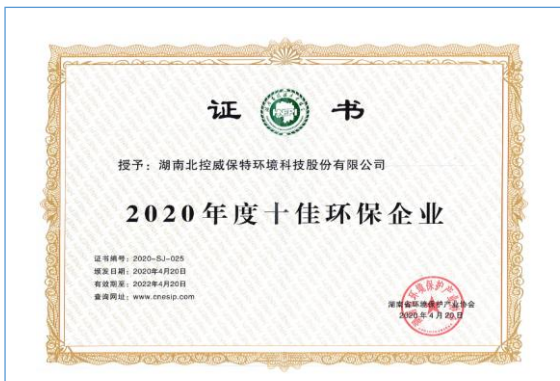 证 书
授予：湖南北控威保特环境科技股份有限公司
2020年度十佳环保企业
证书编号：2020-SJ-025
颁发日期：2020年4月20日
有效期至：2022年4月20日
查询网址：www.cnesip.com
湖南省环境保护产业协会
2020年4月20日